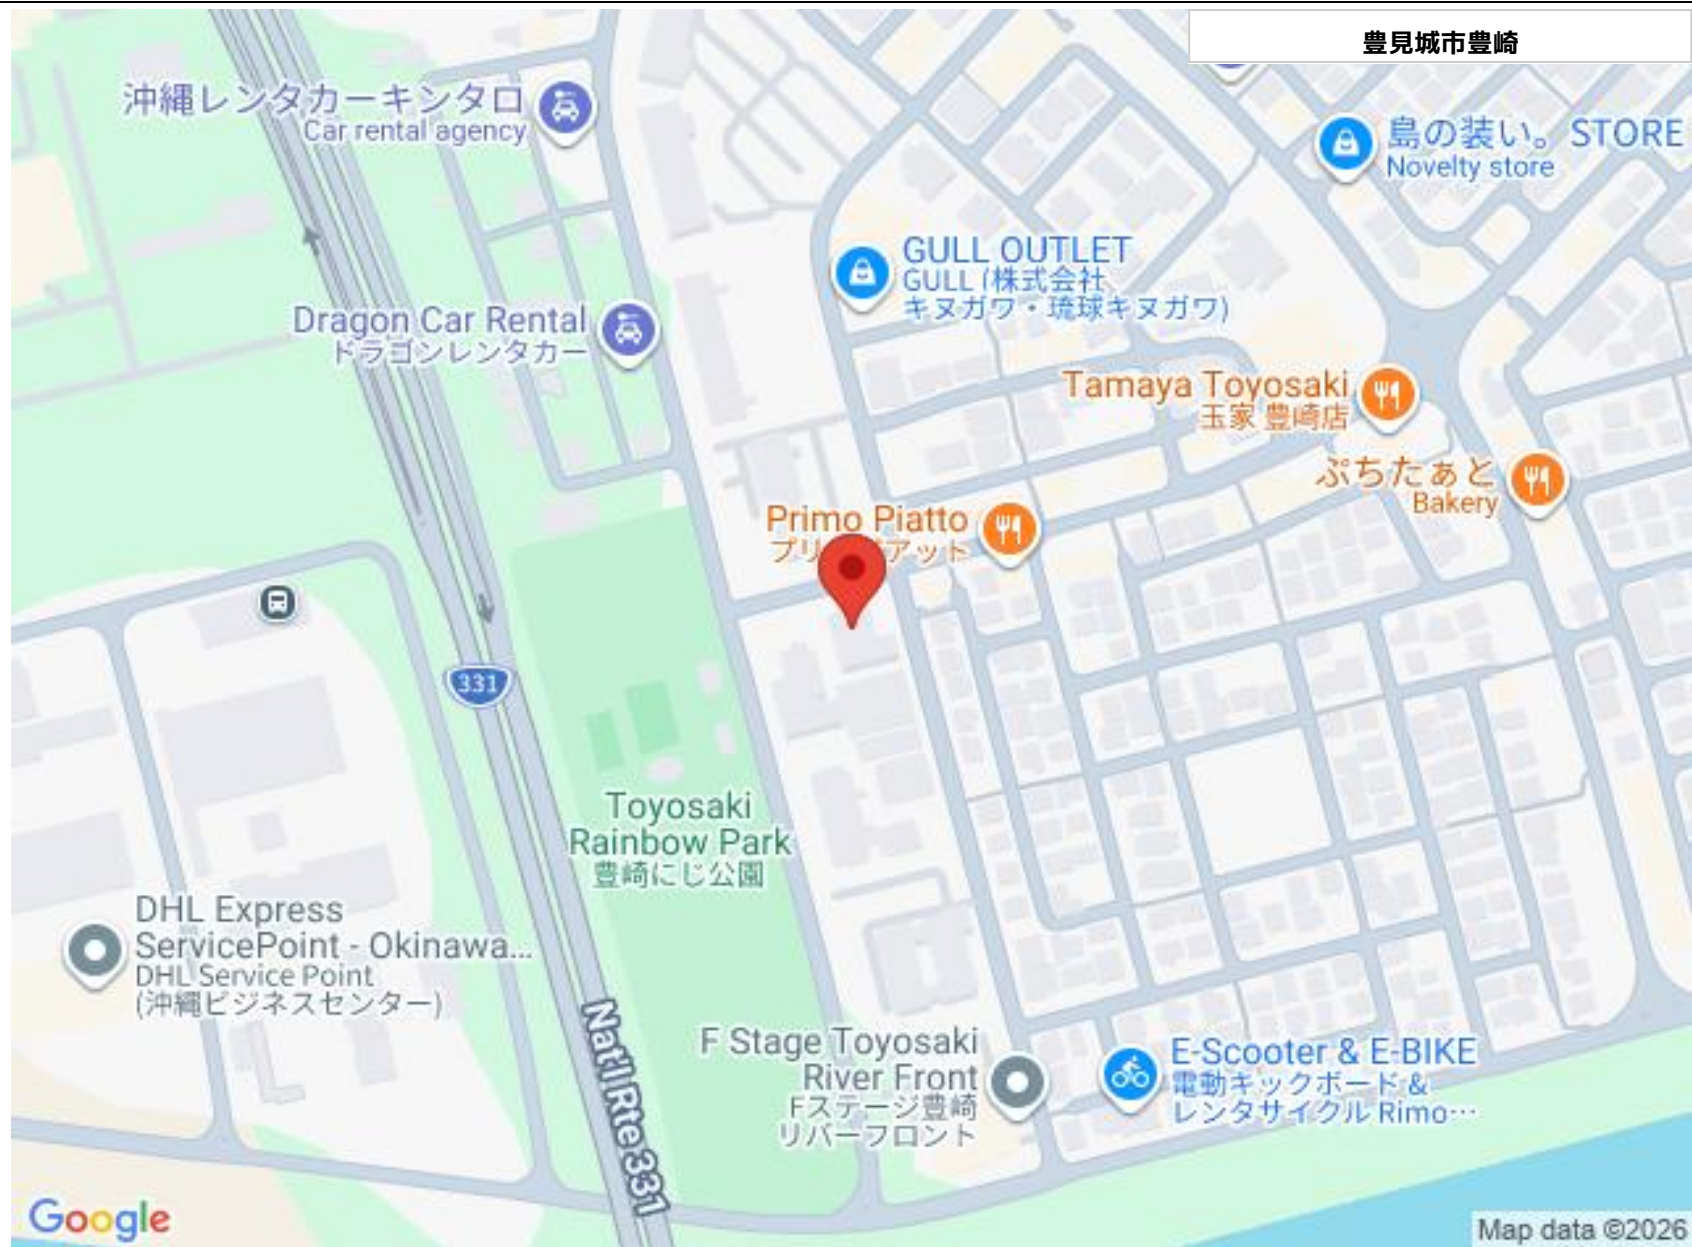 豊見城市豊崎
沖縄レンタカーキンタロ
Car rental agency
島の装い。STORE
Novelty store
GULL OUTLET
GULL (株式会社
キヌガワ・琉球キヌガワ)
Dragon Car Rental
ドラゴンレンタカー
Tamaya Toyosaki
玉家 豊崎店
ぷちたぁと
Bakery
Primo Piatto
331
Toyosaki
Rainbow Park
豊崎にじ公園
DHL Express
ServicePoint - Okinawa...
DHL Service Point
(沖縄ビジネスセンター)
Nat'l Rte 331
F Stage Toyosaki
River Front
Fステージ豊崎
リバーフロント
E-Scooter & E-BIKE
電動キックボード &
レンタサイクル Rimo…
Google
Map data ©2026